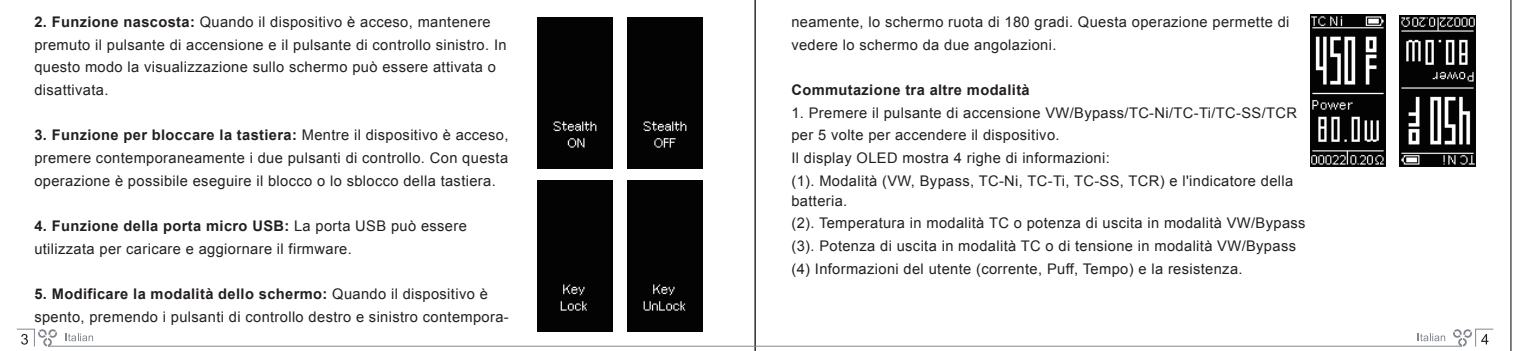 2. Funzione nascosta: Quando il dispositivo è acceso, mantenere
premuto il pulsante di accensione e il pulsante di controllo sinistro. In
questo modo la visualizzazione sullo schermo può essere attivata o
disattivata.
3. Funzione per bloccare la tastiera: Mentre il dispositivo è acceso,
premere contemporaneamente i due pulsanti di controllo. Con questa
operazione è possibile eseguire il blocco o lo sblocco della tastiera.
4. Funzione della porta micro USB: La porta USB può essere
utilizzata per caricare e aggiornare il firmware.
5. Modificare la modalità dello schermo: Quando il dispositivo è
spento, premendo i pulsanti di controllo destro e sinistro contempora-
Stealth
ON
Stealth
OFF
Key
Lock
Key
UnLock
3 Italian
neamente, lo schermo ruota di 180 gradi. Questa operazione permette di
vedere lo schermo da due angolazioni.
Commutazione tra altre modalità
1. Premere il pulsante di accensione VW/Bypass/TC-Ni/TC-Ti/TC-SS/TCR
per 5 volte per accendere il dispositivo.
Il display OLED mostra 4 righe di informazioni:
(1). Modalità (VW, Bypass, TC-Ni, TC-Ti, TC-SS, TCR) e l'indicatore della
batteria.
(2). Temperatura in modalità TC o potenza di uscita in modalità VW/Bypass
(3). Potenza di uscita in modalità TC o di tensione in modalità VW/Bypass
(4) Informazioni del utente (corrente, Puff, Tempo) e la resistenza.
TC Ni
450°F
Power
80.0W
00022 0.20Ω
TC Ni
450°F
Power
80.0W
00022 0.20Ω
Italian 4